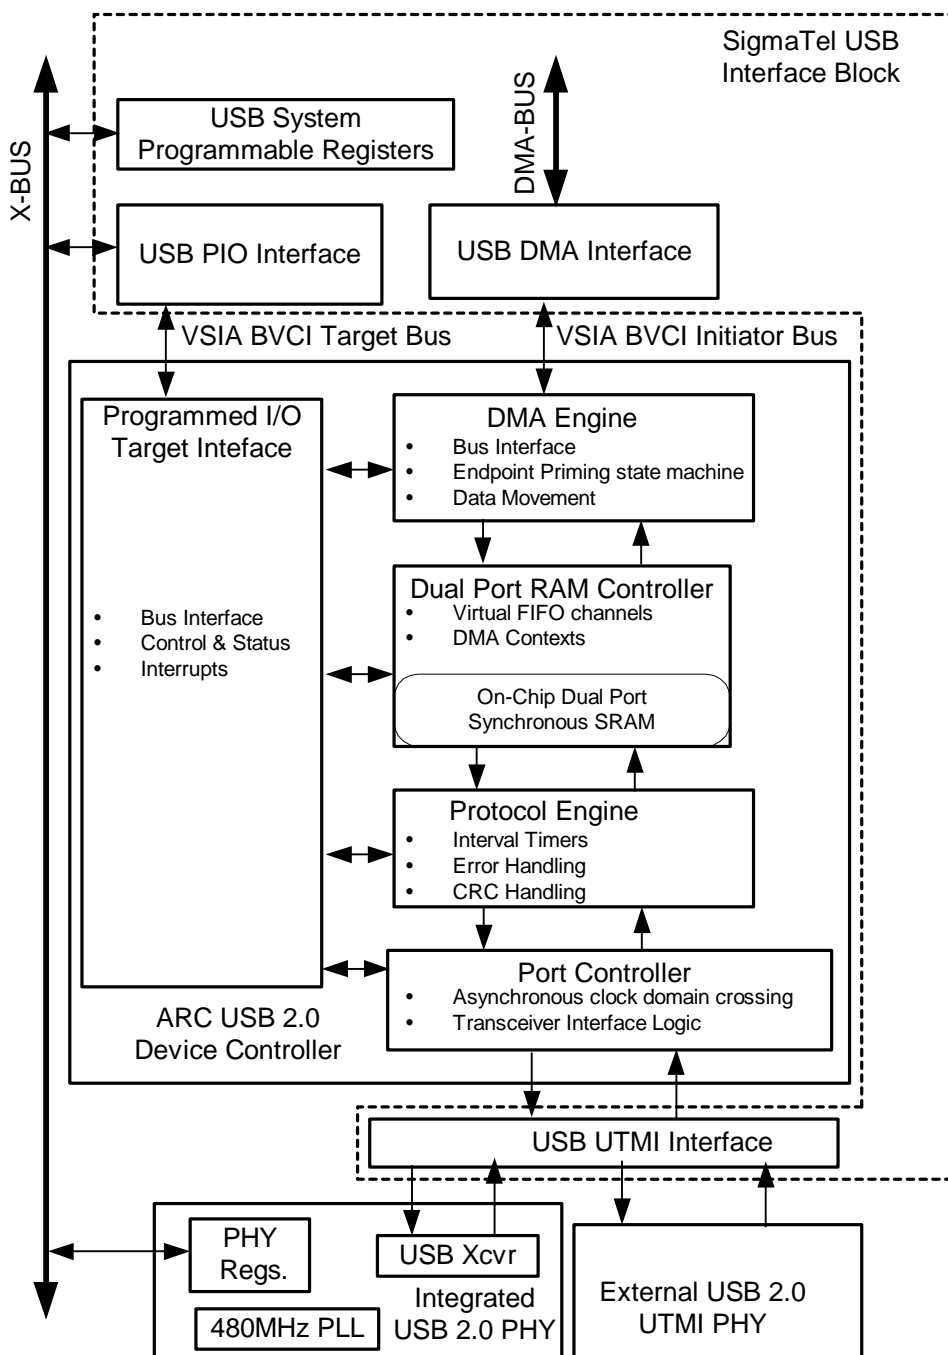 SigmaTel USB
Interface Block
X-BUS
DMA-BUS
USB System
Programmable Registers
USB PIO Interface
USB DMA Interface
VSIA BVCI Target Bus
VSIA BVCI Initiator Bus
Programmed I/O
Target Inteface
• Bus Interface
• Control & Status
• Interrupts
DMA Engine
• Bus Interface
• Endpoint Priming state machine
• Data Movement
Dual Port RAM Controller
• Virtual FIFO channels
• DMA Contexts
On-Chip Dual Port
Synchronous SRAM
Protocol Engine
• Interval Timers
• Error Handling
• CRC Handling
Port Controller
• Asynchronous clock domain crossing
• Transceiver Interface Logic
ARC USB 2.0
Device Controller
USB UTMI Interface
PHY
Regs.
USB Xcvr
Integrated
USB 2.0 PHY
480MHz PLL
External USB 2.0
UTMI PHY